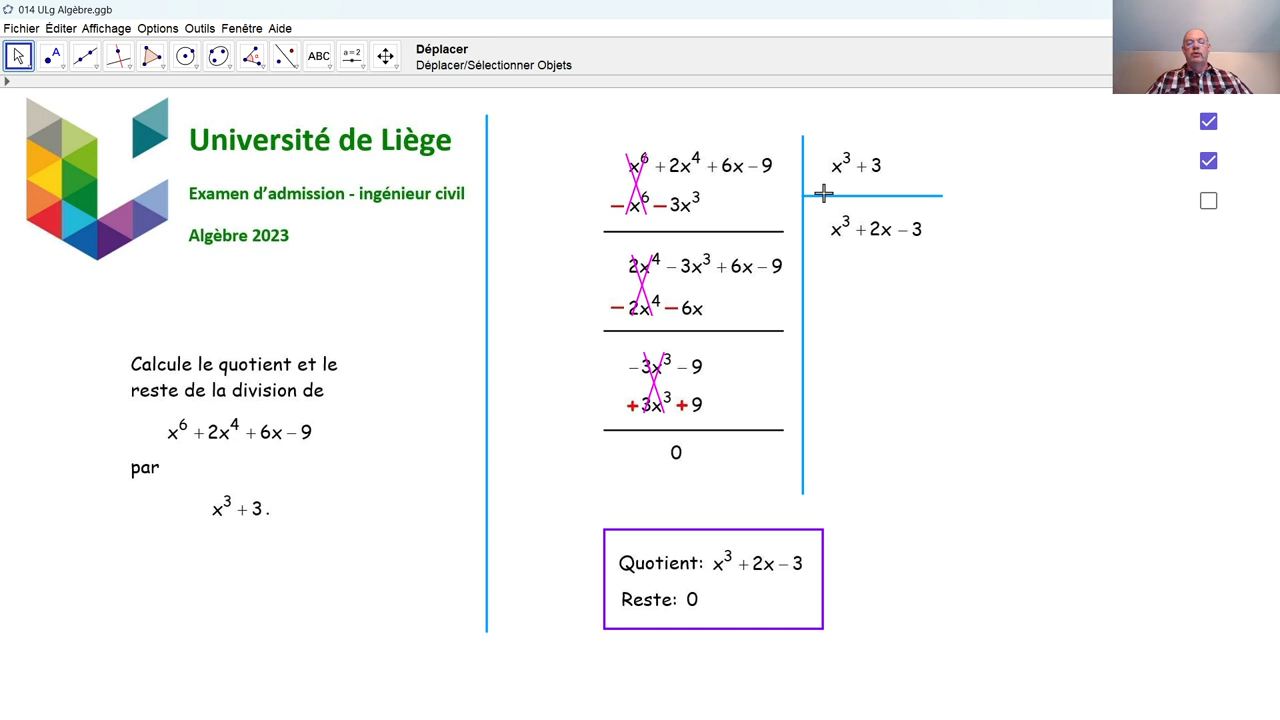 014 ULg Algèbre.ggb
Fichier Éditer Affichage Options Outils Fenêtre Aide
A ABC a=2
Déplacer
Déplacer/Sélectionner Objets
Université de Liège
Examen d’admission - ingénieur civil
Algèbre 2023
Calcule le quotient et le
reste de la division de
x⁶ + 2x⁴ + 6x – 9
par
x³ + 3 .
x⁶ + 2x⁴ + 6x – 9
– x⁶ – 3x³
2x⁴ – 3x³ + 6x – 9
– 2x⁴ – 6x
– 3x³ – 9
+ 3x³ + 9
0
x³ + 3
x³ + 2x – 3
Quotient: x³ + 2x – 3
Reste: 0